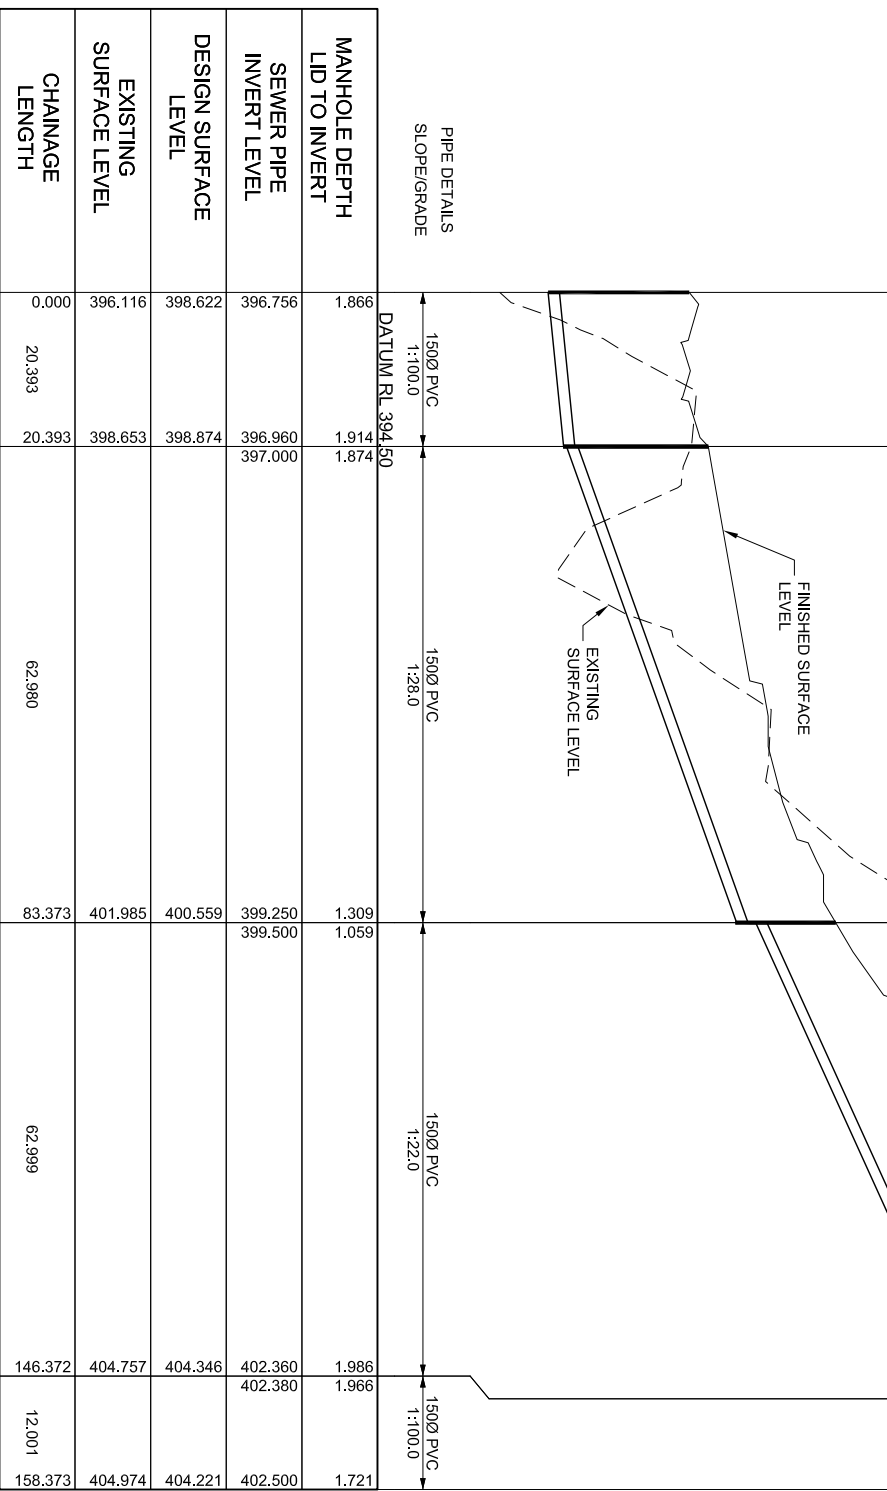 FINISHED SURFACE
LEVEL
EXISTING
SURFACE LEVEL
PIPE DETAILS
SLOPE/GRADE
150Ø PVC
1:100.0
150Ø PVC
1:28.0
150Ø PVC
1:22.0
150Ø PVC
1:100.0
DATUM RL 394.50
MANHOLE DEPTH
LID TO INVERT
1.866 1.914 1.874 1.309 1.059 1.986 1.966 1.721
SEWER PIPE
INVERT LEVEL
396.756 396.960 397.000 399.250 399.500 402.360 402.380 402.500
DESIGN SURFACE
LEVEL
398.622 398.874 400.559 404.346 404.221
EXISTING
SURFACE LEVEL
396.116 398.653 401.985 404.757 404.974
CHAINAGE
LENGTH
0.000 20.393 83.373 146.372 158.373
20.393 62.980 62.999 12.001